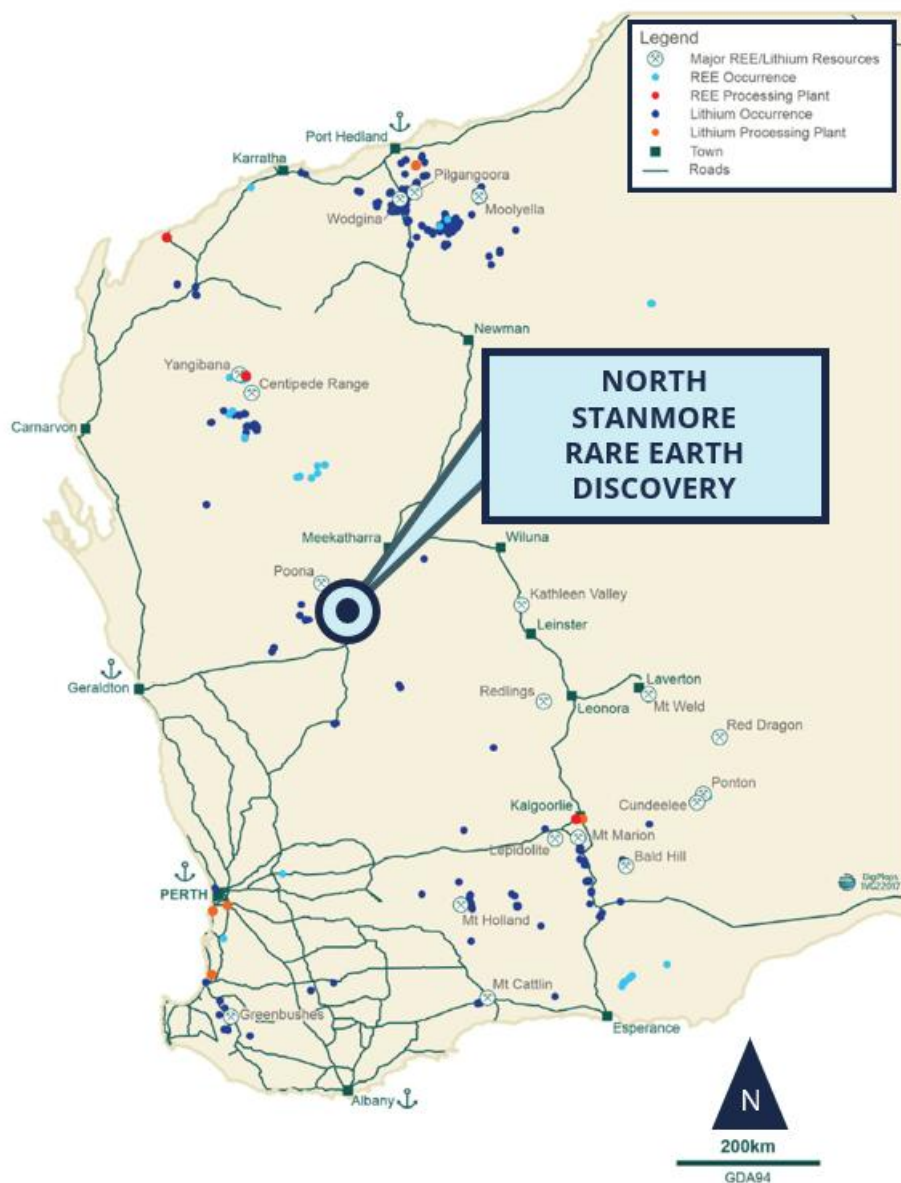 Legend
Major REE/Lithium Resources
REE Occurrence
REE Processing Plant
Lithium Occurrence
Lithium Processing Plant
Town
Roads
Port Hedland
Karratha
Pilgangoora
Wodgina
Moolyella
Newman
Yangibana
Centipede Range
NORTH
STANMORE
RARE EARTH
DISCOVERY
Carnarvon
Meekatharra
Wiluna
Poona
Kathleen Valley
Leinster
Geraldton
Redlings
Laverton
Mt Weld
Leonora
Red Dragon
Ponton
Cundeelee
Kalgoorlie
Mt Marion
Lepidolite
Bald Hill
DigMaps
PERTH
Mt Holland
Mt Cattlin
Greenbushes
Esperance
Albany
N
200km
GDA94